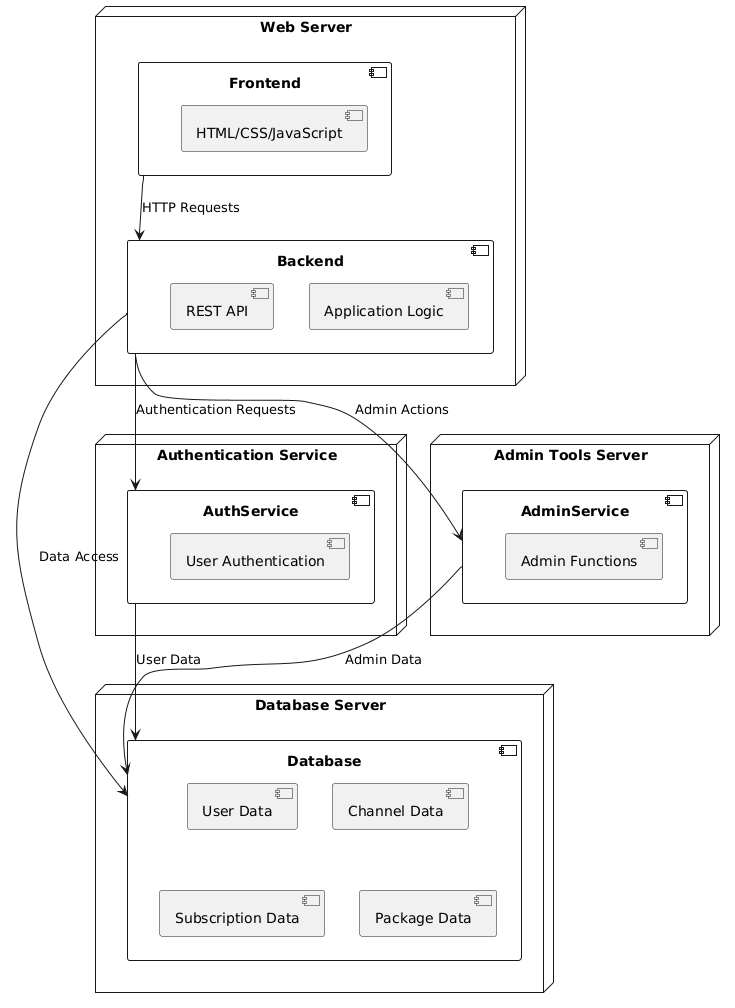 Web Server
Frontend
HTML/CSS/JavaScript
HTTP Requests
Backend
REST API
Application Logic
Authentication Requests
Admin Actions
Authentication Service
Admin Tools Server
AuthService
AdminService
User Authentication
Admin Functions
Data Access
User Data
Admin Data
Database Server
Database
User Data
Channel Data
Subscription Data
Package Data